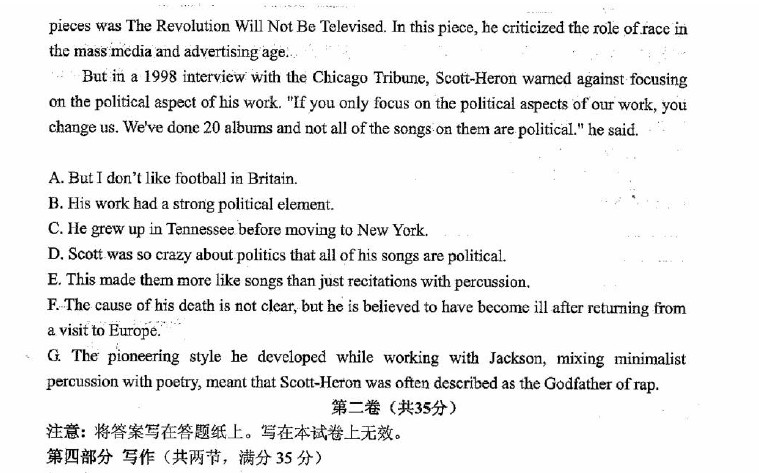 pieces was The Revolution Will Not Be Televised. In this piece, he criticized the role of race in
the mass media and advertising age.
But in a 1998 interview with the Chicago Tribune, Scott-Heron warned against focusing
on the political aspect of his work. "If you only focus on the political aspects of our work, you
change us. We've done 20 albums and not all of the songs on them are political." he said.
A. But I don't like football in Britain.
B. His work had a strong political element.
C. He grew up in Tennessee before moving to New York.
D. Scott was so crazy about politics that all of his songs are political.
E. This made them more like songs than just recitations with percussion.
F. The cause of his death is not clear, but he is believed to have become ill after returning from
a visit to Europe.
G. The pioneering style he developed while working with Jackson, mixing minimalist
percussion with poetry, meant that Scott-Heron was often described as the Godfather of rap.
第二卷（共35分）
注意：将答案写在答题纸上。写在本试卷上无效。
第四部分 写作（共两节，满分 35 分）